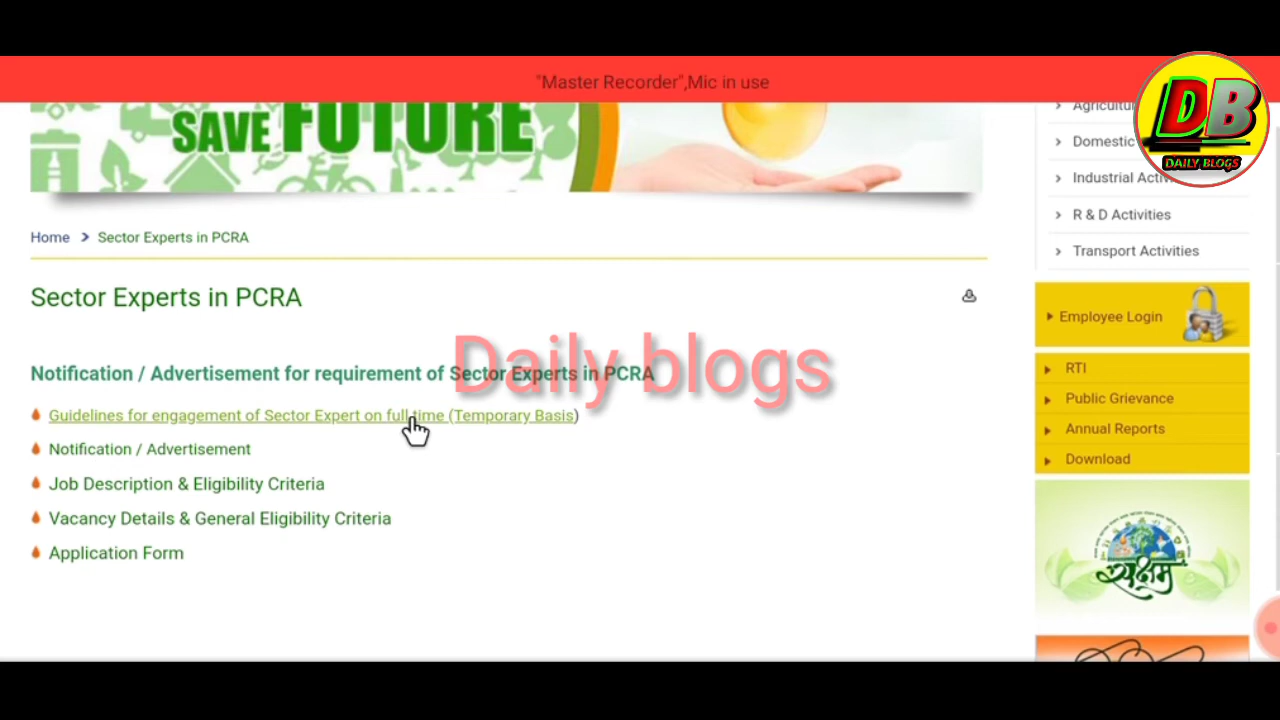 "Master Recorder",Mic in use
SAVE FUTURE
DB
DAILY BLOGS
Domestic
Industrial
R & D Activities
Transport Activities
Home > Sector Experts in PCRA
Sector Experts in PCRA
Employee Login
Daily blogs
Notification / Advertisement for requirement of Sector Experts in PCRA
Guidelines for engagement of Sector Expert on full time (Temporary Basis)
Notification / Advertisement
Job Description & Eligibility Criteria
Vacancy Details & General Eligibility Criteria
Application Form
RTI
Public Grievance
Annual Reports
Download
सक्षम